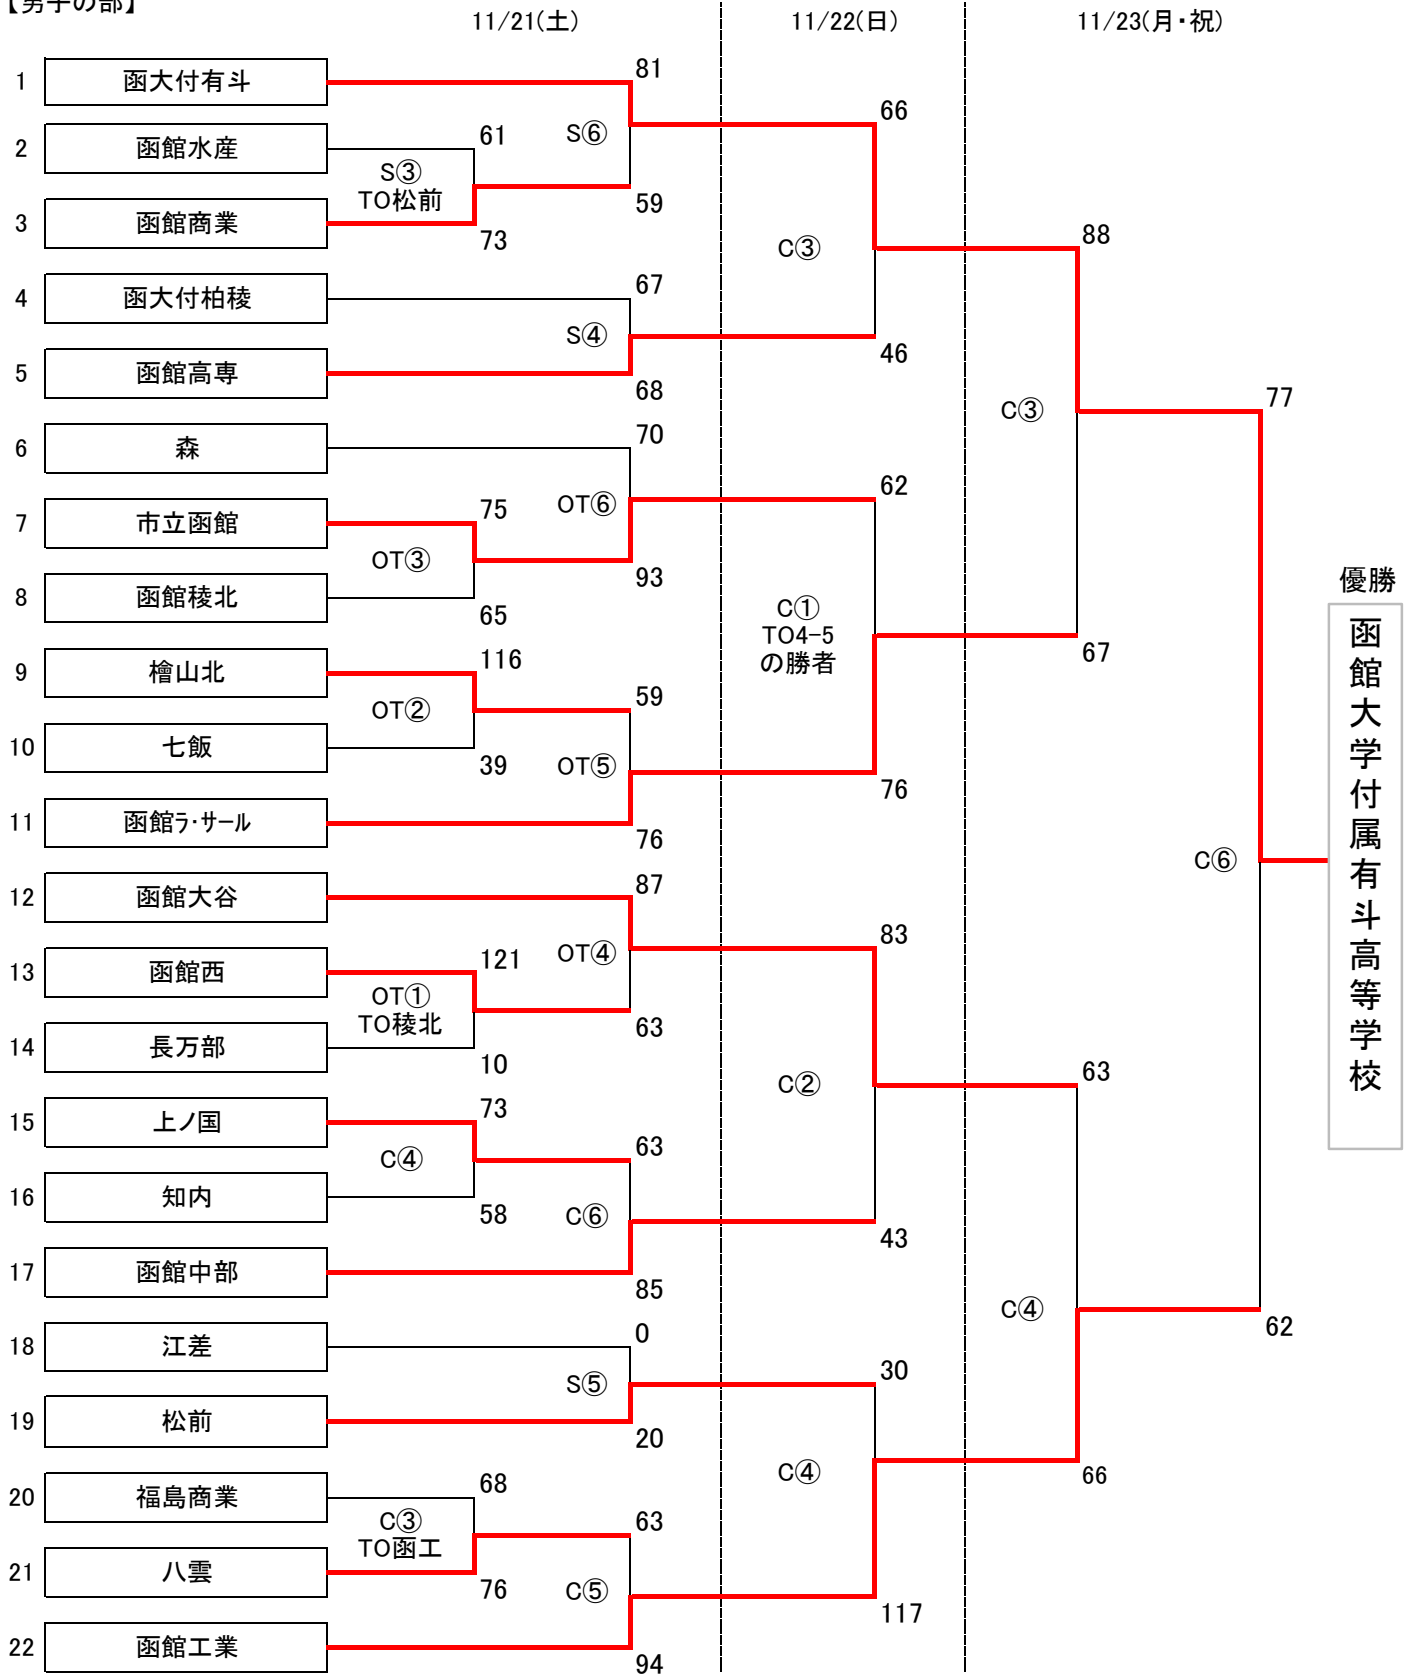 【男子の部】
11/21(土)
11/22(日)
11/23(月・祝)
1 函大付有斗
81
66
2 函館水産
61
S⑥
S③
TO松前
59
3 函館商業
73
88
C③
4 函大付柏稜
67
S④
46
5 函館高専
68
77
C③
6 森
70
62
7 市立函館
75
OT⑥
OT③
93
8 函館稜北
65
C①
TO4-5
の勝者
67
9 檜山北
116
59
OT②
10 七飯
39
OT⑤
76
11 函館ラ・サール
76
優勝
函館大学付属有斗高等学校
C⑥
12 函館大谷
87
83
13 函館西
121
OT④
OT①
TO稜北
63
14 長万部
10
C②
63
15 上ノ国
73
63
C④
16 知内
58
C⑥
43
17 函館中部
85
C④
62
18 江差
0
30
S⑤
19 松前
20
C④
66
20 福島商業
68
63
C③
TO函工
21 八雲
76
C⑤
117
22 函館工業
94